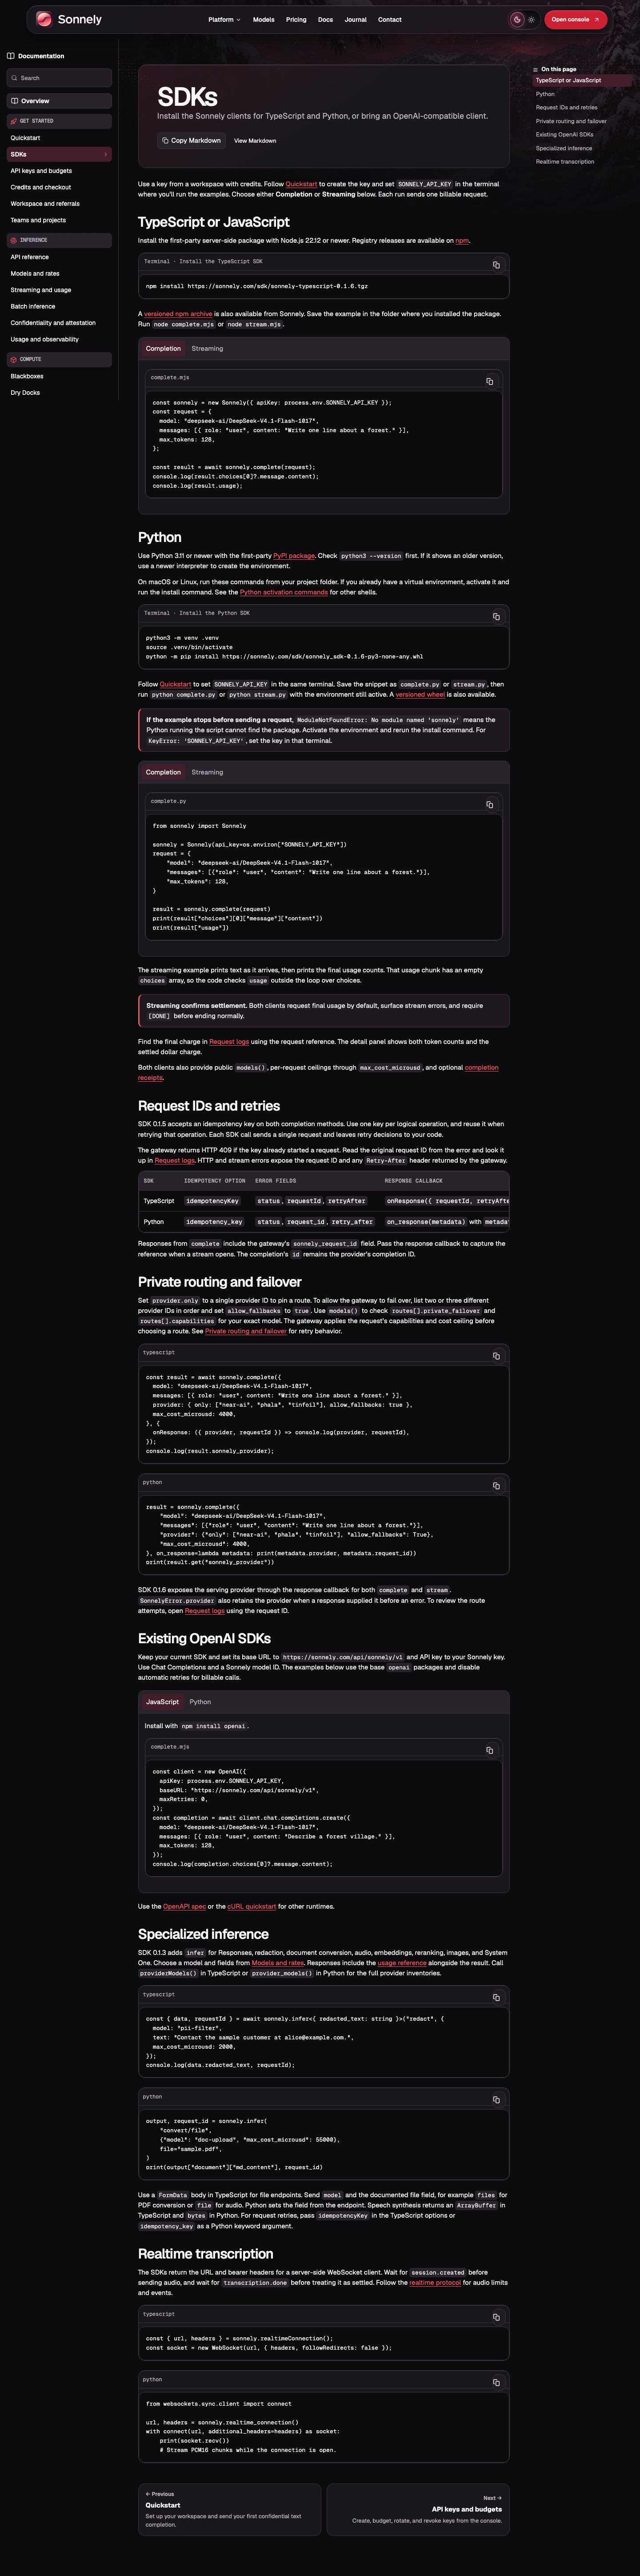 Sonnely
Platform
Models
Pricing
Docs
Journal
Contact
Open console
Documentation
Search
Overview
GET STARTED
Quickstart
SDKs
API keys and budgets
Credits and checkout
Workspace and referrals
Teams and projects
INFERENCE
API reference
Models and rates
Streaming and usage
Batch inference
Confidentiality and attestation
Usage and observability
COMPUTE
Blackboxes
Dry Docks
SDKs
Install the Sonnely clients for TypeScript and Python, or bring an OpenAI-compatible client.
Copy Markdown
View Markdown
On this page
TypeScript or JavaScript
Python
Request IDs and retries
Private routing and failover
Existing OpenAI SDKs
Specialized inference
Realtime transcription
Use a key from a workspace with credits. Follow Quickstart to create the key and set SONNELY_API_KEY in the terminal
where you'll run the examples. Choose either Completion or Streaming below. Each run sends one billable request.
TypeScript or JavaScript
Install the first-party server-side package with Node.js 22.12 or newer. Registry releases are available on npm.
Terminal · Install the TypeScript SDK
npm install https://sonnely.com/sdk/sonnely-typescript-0.1.6.tgz
A versioned npm archive is also available from Sonnely. Save the example in the folder where you installed the package.
Run node complete.mjs or node stream.mjs.
Completion
Streaming
complete.mjs
const sonnely = new Sonnely({ apiKey: process.env.SONNELY_API_KEY });
const request = {
model: "deepseek-ai/DeepSeek-V4.1-Flash-1017",
messages: [{ role: "user", content: "Write one line about a forest." }],
max_tokens: 128,
};
const result = await sonnely.complete(request);
console.log(result.choices[0]?.message.content);
console.log(result.usage);
Python
Use Python 3.11 or newer with the first-party PyPI package. Check python3 --version first. If it shows an older version,
use a newer interpreter to create the environment.
On macOS or Linux, run these commands from your project folder. If you already have a virtual environment, activate it and
run the install command. See the Python activation commands for other shells.
Terminal · Install the Python SDK
python3 -m venv .venv
source .venv/bin/activate
python -m pip install https://sonnely.com/sdk/sonnely_sdk-0.1.6-py3-none-any.whl
Follow Quickstart to set SONNELY_API_KEY in the same terminal. Save the snippet as complete.py or stream.py, then
run python complete.py or python stream.py with the environment still active. A versioned wheel is also available.
If the example stops before sending a request, ModuleNotFoundError: No module named 'sonnely' means the
Python running the script cannot find the package. Activate the environment and rerun the install command. For
KeyError: 'SONNELY_API_KEY', set the key in that terminal.
Completion
Streaming
complete.py
from sonnely import Sonnely
sonnely = Sonnely(api_key=os.environ["SONNELY_API_KEY"])
request = {
"model": "deepseek-ai/DeepSeek-V4.1-Flash-1017",
"messages": [{"role": "user", "content": "Write one line about a forest."}],
"max_tokens": 128,
}
result = sonnely.complete(request)
print(result["choices"][0]["message"]["content"])
print(result["usage"])
The streaming example prints text as it arrives, then prints the final usage counts. That usage chunk has an empty
choices array, so the code checks usage outside the loop over choices.
Streaming confirms settlement. Both clients request final usage by default, surface stream errors, and require
[DONE] before ending normally.
Find the final charge in Request logs using the request reference. The detail panel shows both token counts and the
settled dollar charge.
Both clients also provide public models(), per-request ceilings through max_cost_microusd, and optional completion
receipts.
Request IDs and retries
SDK 0.1.5 accepts an idempotency key on both completion methods. Use one key per logical operation, and reuse it when
retrying that operation. Each SDK call sends a single request and leaves retry decisions to your code.
The gateway returns HTTP 409 if the key already started a request. Read the original request ID from the error and look it
up in Request logs. HTTP and stream errors expose the request ID and any Retry-After header returned by the gateway.
SDK IDEMPOTENCY OPTION ERROR FIELDS RESPONSE CALLBACK
TypeScript idempotencyKey status, requestId, retryAfter onResponse({ requestId, retryAfte
Python idempotency_key status, request_id, retry_after on_response(metadata) with metada
Responses from complete include the gateway's sonnely_request_id field. Pass the response callback to capture the
reference when a stream opens. The completion's id remains the provider's completion ID.
Private routing and failover
Set provider.only to a single provider ID to pin a route. To allow the gateway to fail over, list two or three different
provider IDs in order and set allow_fallbacks to true. Use models() to check routes[].private_failover and
routes[].capabilities for your exact model. The gateway applies the request's capabilities and cost ceiling before
choosing a route. See Private routing and failover for retry behavior.
typescript
const result = await sonnely.complete({
model: "deepseek-ai/DeepSeek-V4.1-Flash-1017",
messages: [{ role: "user", content: "Write one line about a forest." }],
provider: { only: ["near-ai", "phala", "tinfoil"], allow_fallbacks: true },
max_cost_microusd: 4000,
}, {
onResponse: ({ provider, requestId }) => console.log(provider, requestId),
});
console.log(result.sonnely_provider);
python
result = sonnely.complete({
"model": "deepseek-ai/DeepSeek-V4.1-Flash-1017",
"messages": [{"role": "user", "content": "Write one line about a forest."}],
"provider": {"only": ["near-ai", "phala", "tinfoil"], "allow_fallbacks": True},
"max_cost_microusd": 4000,
}, on_response=lambda metadata: print(metadata.provider, metadata.request_id))
print(result.get("sonnely_provider"))
SDK 0.1.6 exposes the serving provider through the response callback for both complete and stream.
SonnelyError.provider also retains the provider when a response supplied it before an error. To review the route
attempts, open Request logs using the request ID.
Existing OpenAI SDKs
Keep your current SDK and set its base URL to https://sonnely.com/api/sonnely/v1 and API key to your Sonnely key.
Use Chat Completions and a Sonnely model ID. The examples below use the base openai packages and disable
automatic retries for billable calls.
JavaScript
Python
Install with npm install openai.
complete.mjs
const client = new OpenAI({
apiKey: process.env.SONNELY_API_KEY,
baseURL: "https://sonnely.com/api/sonnely/v1",
maxRetries: 0,
});
const completion = await client.chat.completions.create({
model: "deepseek-ai/DeepSeek-V4.1-Flash-1017",
messages: [{ role: "user", content: "Describe a forest village." }],
max_tokens: 128,
});
console.log(completion.choices[0]?.message.content);
Use the OpenAPI spec or the cURL quickstart for other runtimes.
Specialized inference
SDK 0.1.3 adds infer for Responses, redaction, document conversion, audio, embeddings, reranking, images, and System
One. Choose a model and fields from Models and rates. Responses include the usage reference alongside the result. Call
providerModels() in TypeScript or provider_models() in Python for the full provider inventories.
typescript
const { data, requestId } = await sonnely.infer<{ redacted_text: string }>("redact", {
model: "pii-filter",
text: "Contact the sample customer at alice@example.com.",
max_cost_microusd: 2000,
});
console.log(data.redacted_text, requestId);
python
output, request_id = sonnely.infer(
"convert/file",
{"model": "doc-upload", "max_cost_microusd": 55000},
file="sample.pdf",
)
print(output["document"]["md_content"], request_id)
Use a FormData body in TypeScript for file endpoints. Send model and the documented file field, for example files for
PDF conversion or file for audio. Python sets the field from the endpoint. Speech synthesis returns an ArrayBuffer in
TypeScript and bytes in Python. For request retries, pass idempotencyKey in the TypeScript options or
idempotency_key as a Python keyword argument.
Realtime transcription
The SDKs return the URL and bearer headers for a server-side WebSocket client. Wait for session.created before
sending audio, and wait for transcription.done before treating it as settled. Follow the realtime protocol for audio limits
and events.
typescript
const { url, headers } = sonnely.realtimeConnection();
const socket = new WebSocket(url, { headers, followRedirects: false });
python
from websockets.sync.client import connect
url, headers = sonnely.realtime_connection()
with connect(url, additional_headers=headers) as socket:
print(socket.recv())
# Stream PCM16 chunks while the connection is open.
← Previous
Quickstart
Set up your workspace and send your first confidential text
completion.
Next →
API keys and budgets
Create, budget, rotate, and revoke keys from the console.